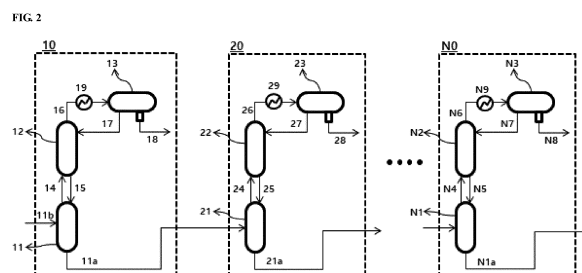 FIG. 2
10 20 N0
13 23 N3
19 29 N9
16 26 N6
17 27 N7
12 18 22 28 N2 N8
14 15 24 25 N4 N5
11b 21 N1
11 11a 21a N1a